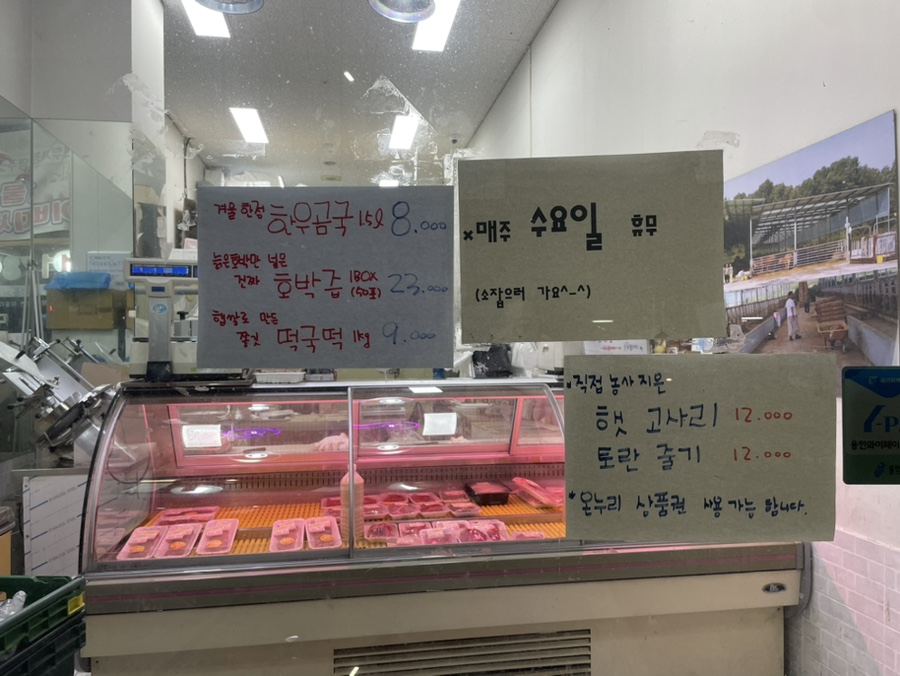 겨울 한정 한우곰국 1.5l 8.000
늙은호박만 넣은
진짜 호박즙 1BOX (50포) 23.000
햅쌀로 만든
쫄깃 떡국떡 1kg 9.000
×매주 수요일 휴무
(소잡으러 가요^-^)
직접 농사 지은
햇 고사리 12.000
토란 줄기 12.000
온누리 상품권 사용 가능 합니다.